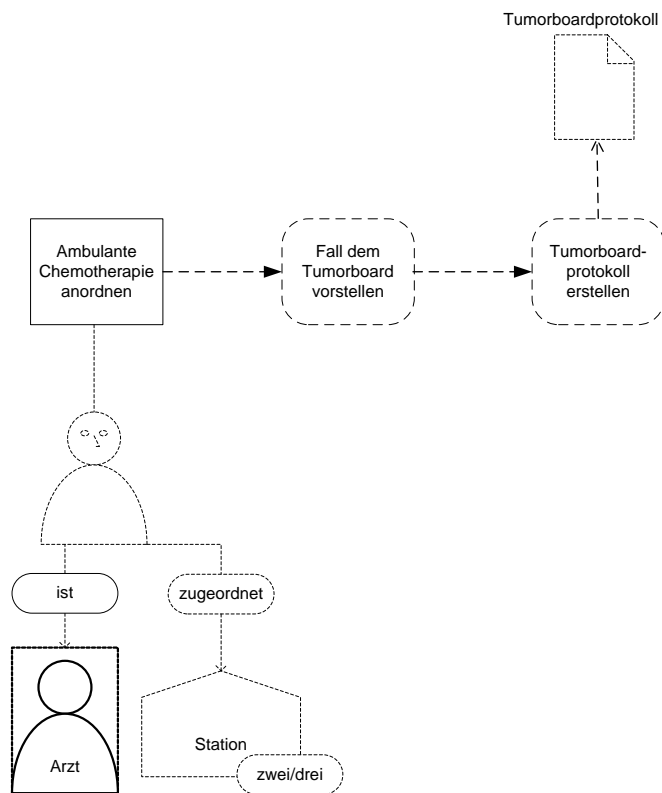 Tumorboardprotokoll
Ambulante
Chemotherapie
anordnen
Fall dem
Tumorboard
vorstellen
Tumorboard-
protokoll
erstellen
ist
zugeordnet
Arzt
Station
zwei/drei